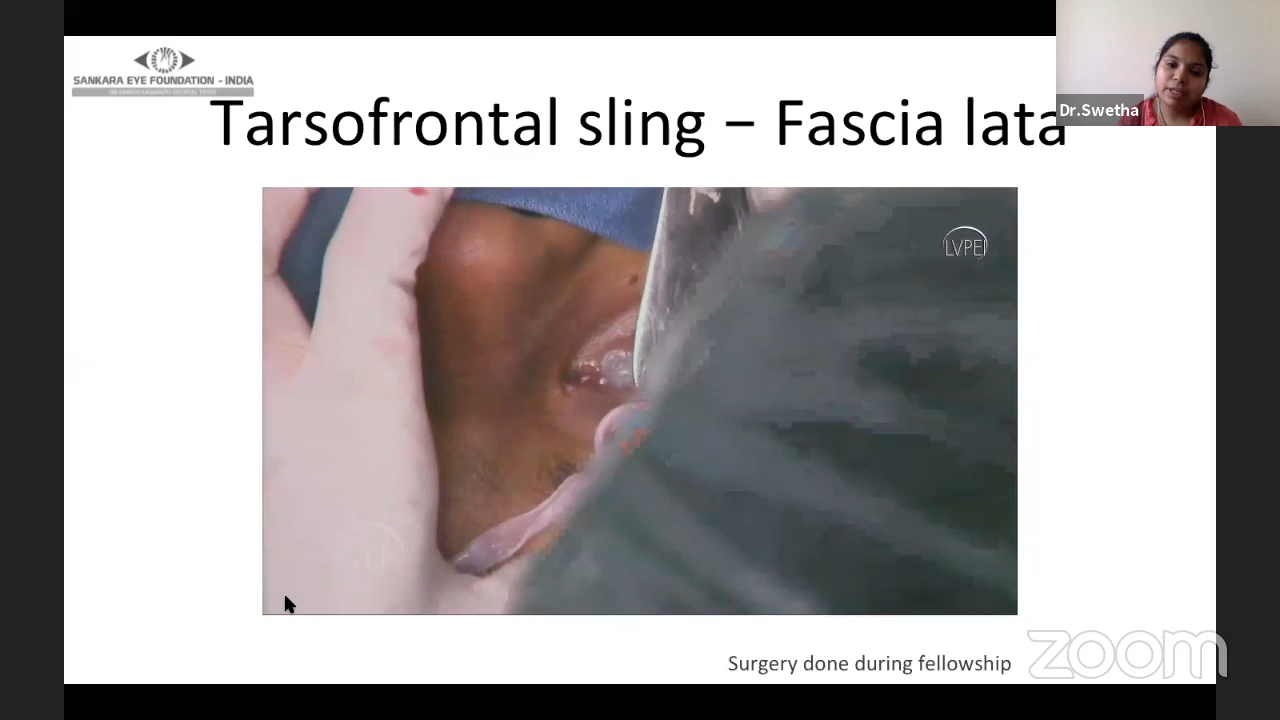 SANKARA EYE FOUNDATION - INDIA
Dr.Swetha
Tarsofrontal sling – Fascia lata
LVPEI
Surgery done during fellowship
zoom